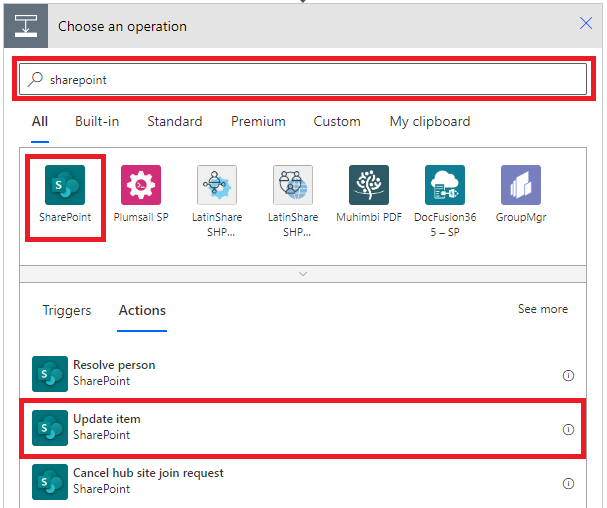 Choose an operation
sharepoint
All Built-in Standard Premium Custom My clipboard
SharePoint Plumsail SP LatinShare SHP... LatinShare SHP... Muhimbi PDF DocFusion365 – SP GroupMgr
Triggers Actions See more
Resolve person
SharePoint
Update item
SharePoint
Cancel hub site join request
SharePoint